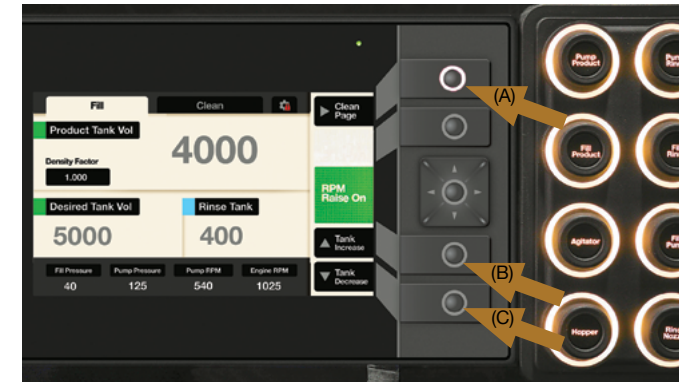 Fill
Clean
Clean
Page
Product Tank Vol
4000
Density Factor
1.000
RPM
Raise On
Desired Tank Vol
Rinse Tank
5000
400
Tank
Increase
Tank
Decrease
Fill Pressure
Pump Pressure
Pump RPM
Engine RPM
40
125
540
1025
(A)
(B)
(C)
Pump
Product
Fill
Product
Agitator
Hopper